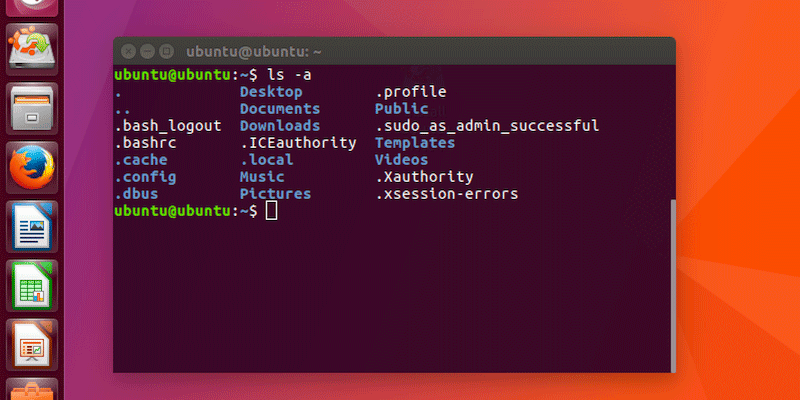 ubuntu@ubuntu: ~
ubuntu@ubuntu:~$ ls -a
. Desktop .profile
.. Documents Public
.bash_logout Downloads .sudo_as_admin_successful
.bashrc .ICEauthority Templates
.cache .local Videos
.config Music .Xauthority
.dbus Pictures .xsession-errors
ubuntu@ubuntu:~$